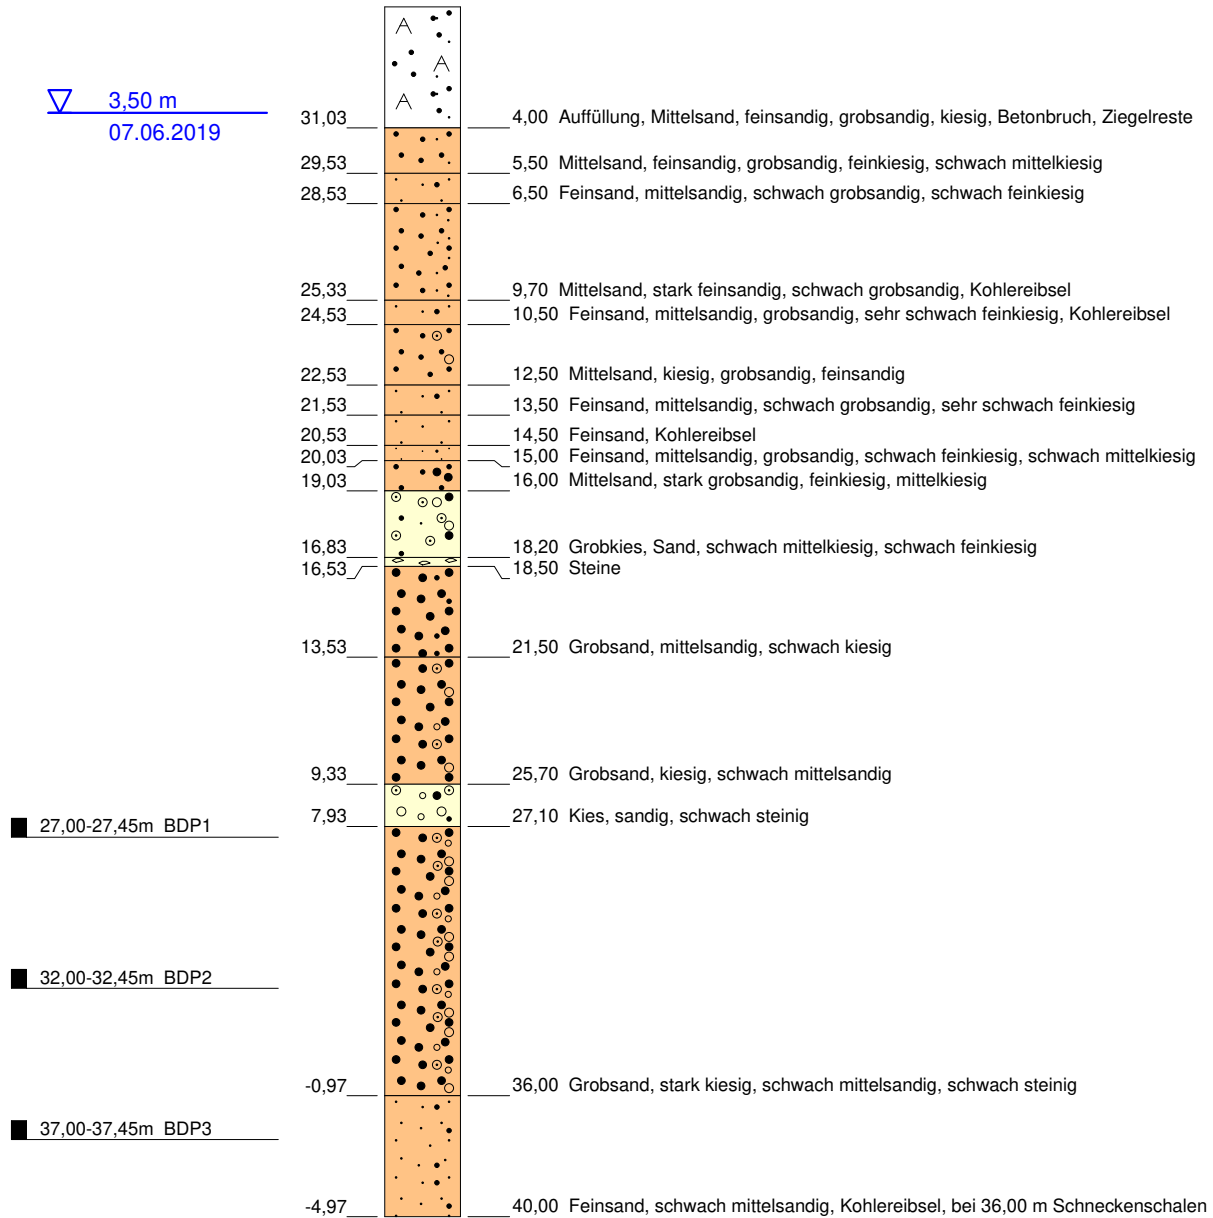 3,50 m
07.06.2019
31,03 4,00 Auffüllung, Mittelsand, feinsandig, grobsandig, kiesig, Betonbruch, Ziegelreste
29,53 5,50 Mittelsand, feinsandig, grobsandig, feinkiesig, schwach mittelkiesig
28,53 6,50 Feinsand, mittelsandig, schwach grobsandig, schwach feinkiesig
25,33 9,70 Mittelsand, stark feinsandig, schwach grobsandig, Kohlereibsel
24,53 10,50 Feinsand, mittelsandig, grobsandig, sehr schwach feinkiesig, Kohlereibsel
22,53 12,50 Mittelsand, kiesig, grobsandig, feinsandig
21,53 13,50 Feinsand, mittelsandig, schwach grobsandig, sehr schwach feinkiesig
20,53 14,50 Feinsand, Kohlereibsel
20,03 15,00 Feinsand, mittelsandig, grobsandig, schwach feinkiesig, schwach mittelkiesig
19,03 16,00 Mittelsand, stark grobsandig, feinkiesig, mittelkiesig
16,83 18,20 Grobkies, Sand, schwach mittelkiesig, schwach feinkiesig
16,53 18,50 Steine
13,53 21,50 Grobsand, mittelsandig, schwach kiesig
9,33 25,70 Grobsand, kiesig, schwach mittelsandig
7,93 27,10 Kies, sandig, schwach steinig
27,00-27,45m BDP1
32,00-32,45m BDP2
-0,97 36,00 Grobsand, stark kiesig, schwach mittelsandig, schwach steinig
37,00-37,45m BDP3
-4,97 40,00 Feinsand, schwach mittelsandig, Kohlereibsel, bei 36,00 m Schneckenschalen